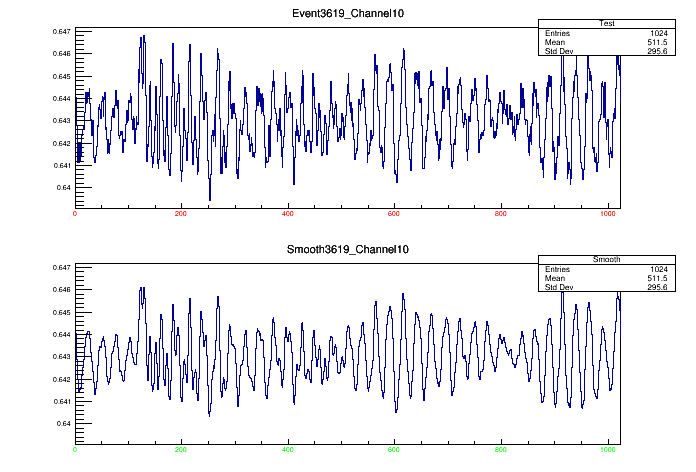 Event3619_Channel10
Test
Entries 1024
Mean 511.5
Std Dev 295.6
0.647
0.646
0.645
0.644
0.643
0.642
0.641
0.64
0 200 400 600 800 1000
Smooth3619_Channel10
Smooth
Entries 1024
Mean 511.5
Std Dev 295.6
0.647
0.646
0.645
0.644
0.643
0.642
0.641
0.64
0 200 400 600 800 1000